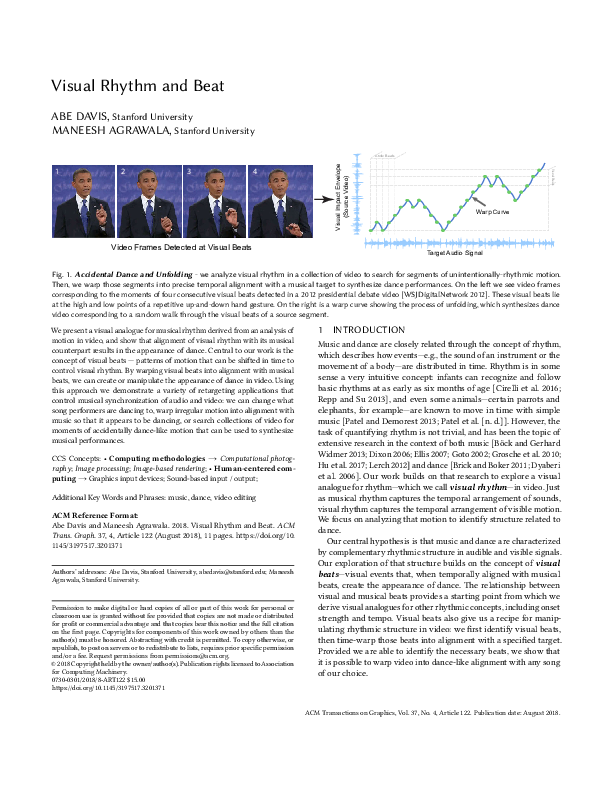 Visual Rhythm and Beat
ABE DAVIS, Stanford University
MANEESH AGRAWALA, Stanford University
1
2
3
4
Video Frames Detected at Visual Beats
Visual Impact Envelope
(Source Video)
Warp Curve
Target Audio Signal
Fig. 1. Accidental Dance and Unfolding - we analyze visual rhythm in a collection of video to search for segments of unintentionally-rhythmic motion.
Then, we warp those segments into precise temporal alignment with a musical target to synthesize dance performances. On the left we see video frames
corresponding to the moments of four consecutive visual beats detected in a 2012 presidential debate video [WSJDigitalNetwork 2012]. These visual beats lie
at the high and low points of a repetitive up and down hand gesture. On the right is a warp curve showing the process of unfolding, which synthesizes dance
video corresponding to a random walk through the visual beats of a source segment.
We present a visual analogue for musical rhythm derived from an analysis of
motion in video, and show that alignment of visual rhythm with its musical
counterpart results in the appearance of dance. Central to our work is the
concept of visual beats — patterns of motion that can be shifted in time to
control visual rhythm. By warping visual beats into alignment with musical
beats, we can create or manipulate the appearance of dance in video. Using
this approach we demonstrate a variety of retargeting applications that
control musical synchronization of audio and video: we can change what
song performers are dancing to, warp irregular motion into alignment with
music so that it appears to be dancing, or search collections of video for
moments of accidentally dance-like motion that can be used to synthesize
musical performances.
CCS Concepts: • Computing methodologies → Computational photog-
raphy; Image processing; Image-based rendering; • Human-centered com-
puting → Graphics input devices; Sound-based input / output;
Additional Key Words and Phrases: music, dance, video editing
ACM Reference Format:
Abe Davis and Maneesh Agrawala. 2018. Visual Rhythm and Beat. ACM
Trans. Graph. 37, 4, Article 122 (August 2018), 11 pages. https://doi.org/10.
1145/3197517.3201371
Authors' addresses: Abe Davis, Stanford University, abedavis@stanford.edu; Maneesh
Agrawala, Stanford University.
Permission to make digital or hard copies of all or part of this work for personal or
classroom use is granted without fee provided that copies are not made or distributed
for profit or commercial advantage and that copies bear this notice and the full citation
on the first page. Copyrights for components of this work owned by others than the
author(s) must be honored. Abstracting with credit is permitted. To copy otherwise, or
republish, to post on servers or to redistribute to lists, requires prior specific permission
and/or a fee. Request permissions from permissions@acm.org.
© 2018 Copyright held by the owner/author(s). Publication rights licensed to Association
for Computing Machinery.
0730-0301/2018/8-ART122 $15.00
https://doi.org/10.1145/3197517.3201371
1 INTRODUCTION
Music and dance are closely related through the concept of rhythm,
which describes how events—e.g., the sound of an instrument or the
movement of a body—are distributed in time. Rhythm is in some
sense a very intuitive concept: infants can recognize and follow
basic rhythms at as early as six months of age [Cirelli et al. 2016;
Repp and Su 2013], and even some animals—certain parrots and
elephants, for example—are known to move in time with simple
music [Patel and Demorest 2013; Patel et al. [n. d.]]. However, the
task of quantifying rhythm is not trivial, and has been the topic of
extensive research in the context of both music [Böck and Gerhard
Widmer 2013; Dixon 2006; Ellis 2007; Goto 2002; Grosche et al. 2010;
Hu et al. 2017; Lerch 2012] and dance [Brick and Boker 2011; Dyaberi
et al. 2006]. Our work builds on that research to explore a visual
analogue for rhythm—which we call visual rhythm—in video. Just
as musical rhythm captures the temporal arrangement of sounds,
visual rhythm captures the temporal arrangement of visible motion.
We focus on analyzing that motion to identify structure related to
dance.
Our central hypothesis is that music and dance are characterized
by complementary rhythmic structure in audible and visible signals.
Our exploration of that structure builds on the concept of visual
beats—visual events that, when temporally aligned with musical
beats, create the appearance of dance. The relationship between
visual and musical beats provides a starting point from which we
derive visual analogues for other rhythmic concepts, including onset
strength and tempo. Visual beats also give us a recipe for manip-
ulating rhythmic structure in video: we first identify visual beats,
then time-warp those beats into alignment with a specified target.
Provided we are able to identify the necessary beats, we show that
it is possible to warp video into dance-like alignment with any song
of our choice.
ACM Transactions on Graphics, Vol. 37, No. 4, Article 122. Publication date: August 2018.